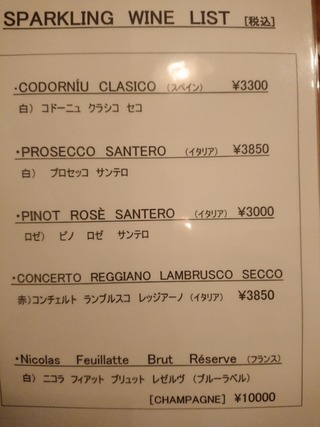 SPARKLING WINE LIST [税込]
・CODORNÍU CLASICO (スペイン) ¥3300
白) コドーニュ クラシコ セコ
・PROSECCO SANTERO (イタリア) ¥3850
白) プロセッコ サンテロ
・PINOT ROSÈ SANTERO (イタリア) ¥3000
ロゼ) ピノ ロゼ サンテロ
・CONCERTO REGGIANO LAMBRUSCO SECCO
赤)コンチェルト ランブルスコ レッジアーノ (イタリア) ¥3850
・Nicolas Feuillatte Brut Réserve (フランス)
白) ニコラ フィアット ブリュット レゼルヴ (ブルーラベル)
[CHAMPAGNE] ¥10000